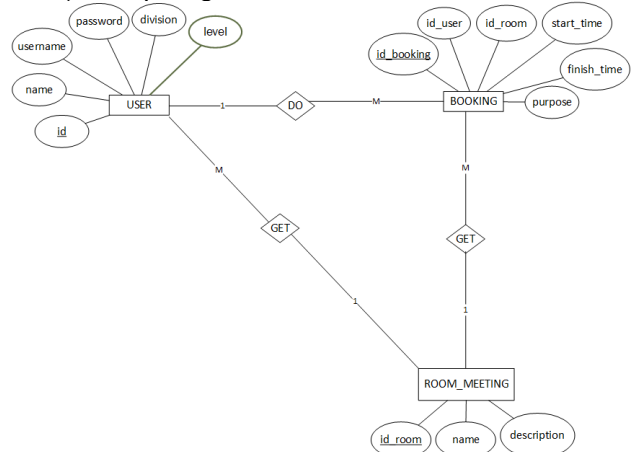 password
division
level
username
name
id
USER
1
DO
M
id_user
id_room
start_time
id_booking
finish_time
BOOKING
purpose
M
GET
1
M
GET
1
ROOM_MEETING
id_room
name
description